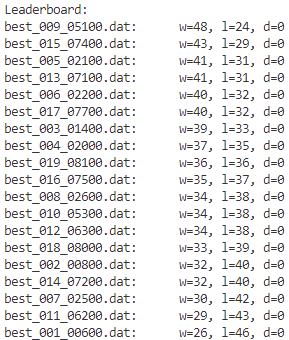 Leaderboard:
best_009_05100.dat: w=48, l=24, d=0
best_015_07400.dat: w=43, l=29, d=0
best_005_02100.dat: w=41, l=31, d=0
best_013_07100.dat: w=41, l=31, d=0
best_006_02200.dat: w=40, l=32, d=0
best_017_07700.dat: w=40, l=32, d=0
best_003_01400.dat: w=39, l=33, d=0
best_004_02000.dat: w=37, l=35, d=0
best_019_08100.dat: w=36, l=36, d=0
best_016_07500.dat: w=35, l=37, d=0
best_008_02600.dat: w=34, l=38, d=0
best_010_05300.dat: w=34, l=38, d=0
best_012_06300.dat: w=34, l=38, d=0
best_018_08000.dat: w=33, l=39, d=0
best_002_00800.dat: w=32, l=40, d=0
best_014_07200.dat: w=32, l=40, d=0
best_007_02500.dat: w=30, l=42, d=0
best_011_06200.dat: w=29, l=43, d=0
best_001_00600.dat: w=26, l=46, d=0